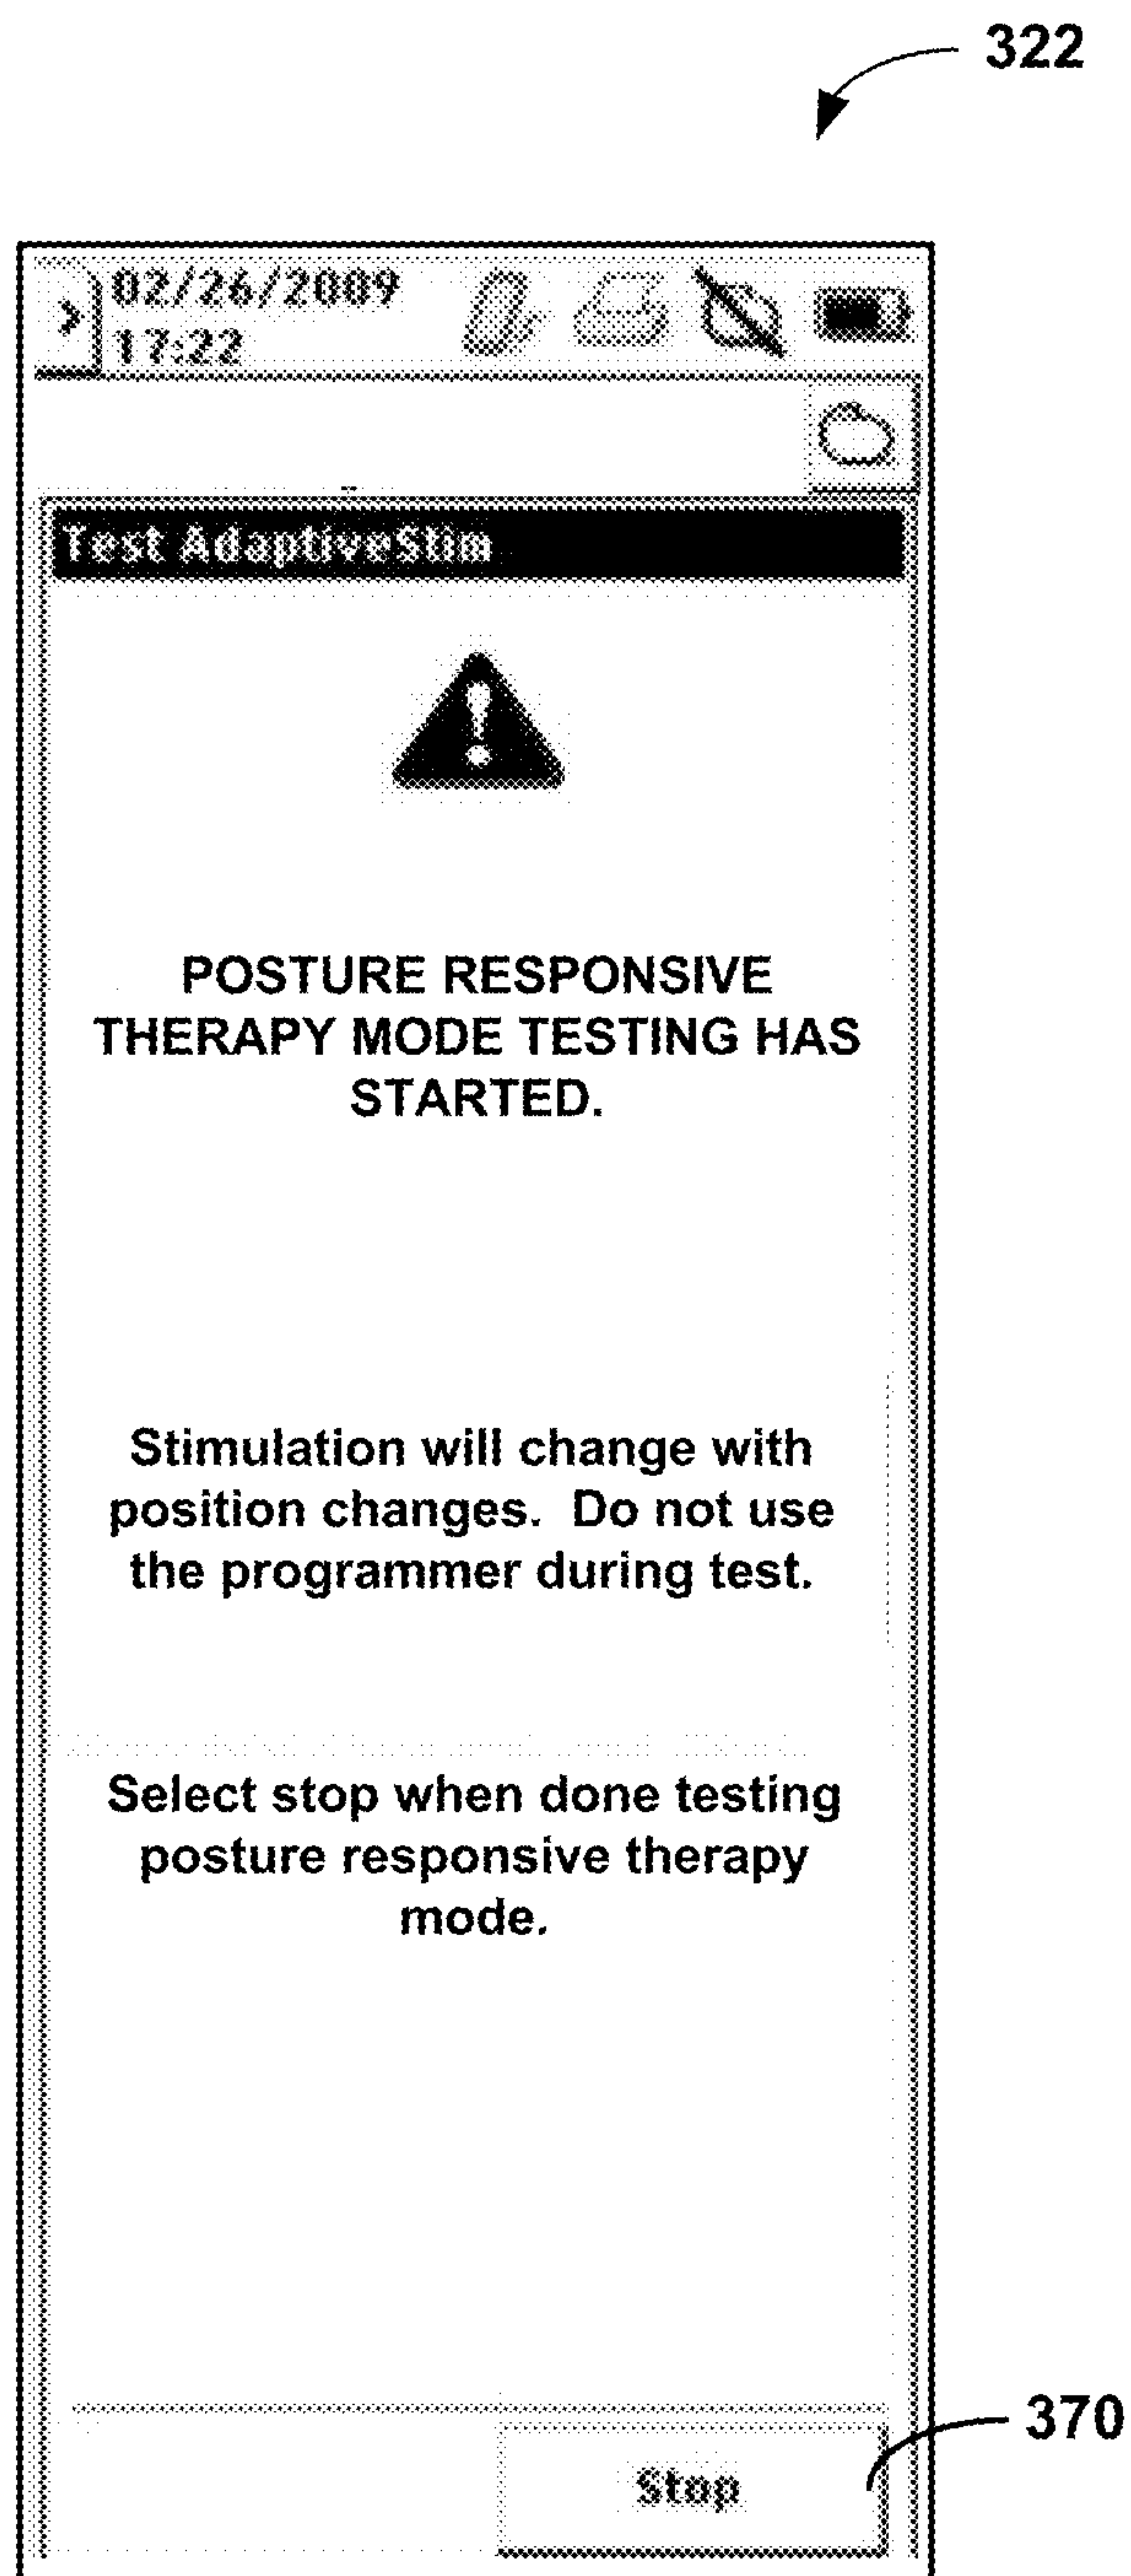 322
02/26/2009
17:22
Test AdaptiveStim
POSTURE RESPONSIVE
THERAPY MODE TESTING HAS
STARTED.
Stimulation will change with
position changes.  Do not use
the programmer during test.
Select stop when done testing
posture responsive therapy
mode.
370
Stop